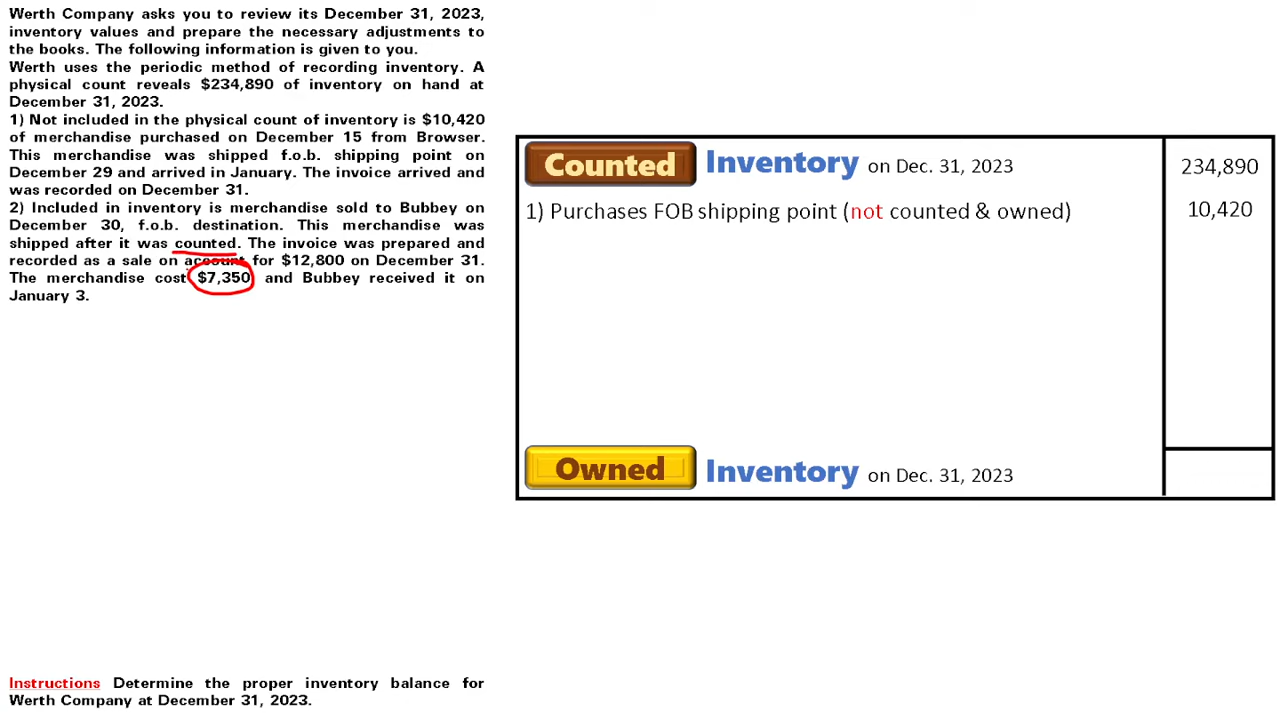 Werth Company asks you to review its December 31, 2023,
inventory values and prepare the necessary adjustments to
the books. The following information is given to you.
Werth uses the periodic method of recording inventory. A
physical count reveals $234,890 of inventory on hand at
December 31, 2023.
1) Not included in the physical count of inventory is $10,420
of merchandise purchased on December 15 from Browser.
This merchandise was shipped f.o.b. shipping point on
December 29 and arrived in January. The invoice arrived and
was recorded on December 31.
2) Included in inventory is merchandise sold to Bubbey on
December 30, f.o.b. destination. This merchandise was
shipped after it was counted. The invoice was prepared and
recorded as a sale on account for $12,800 on December 31.
The merchandise cost $7,350 and Bubbey received it on
January 3.
Instructions Determine the proper inventory balance for
Werth Company at December 31, 2023.
Counted Inventory on Dec. 31, 2023 234,890
1) Purchases FOB shipping point (not counted & owned) 10,420
Owned Inventory on Dec. 31, 2023